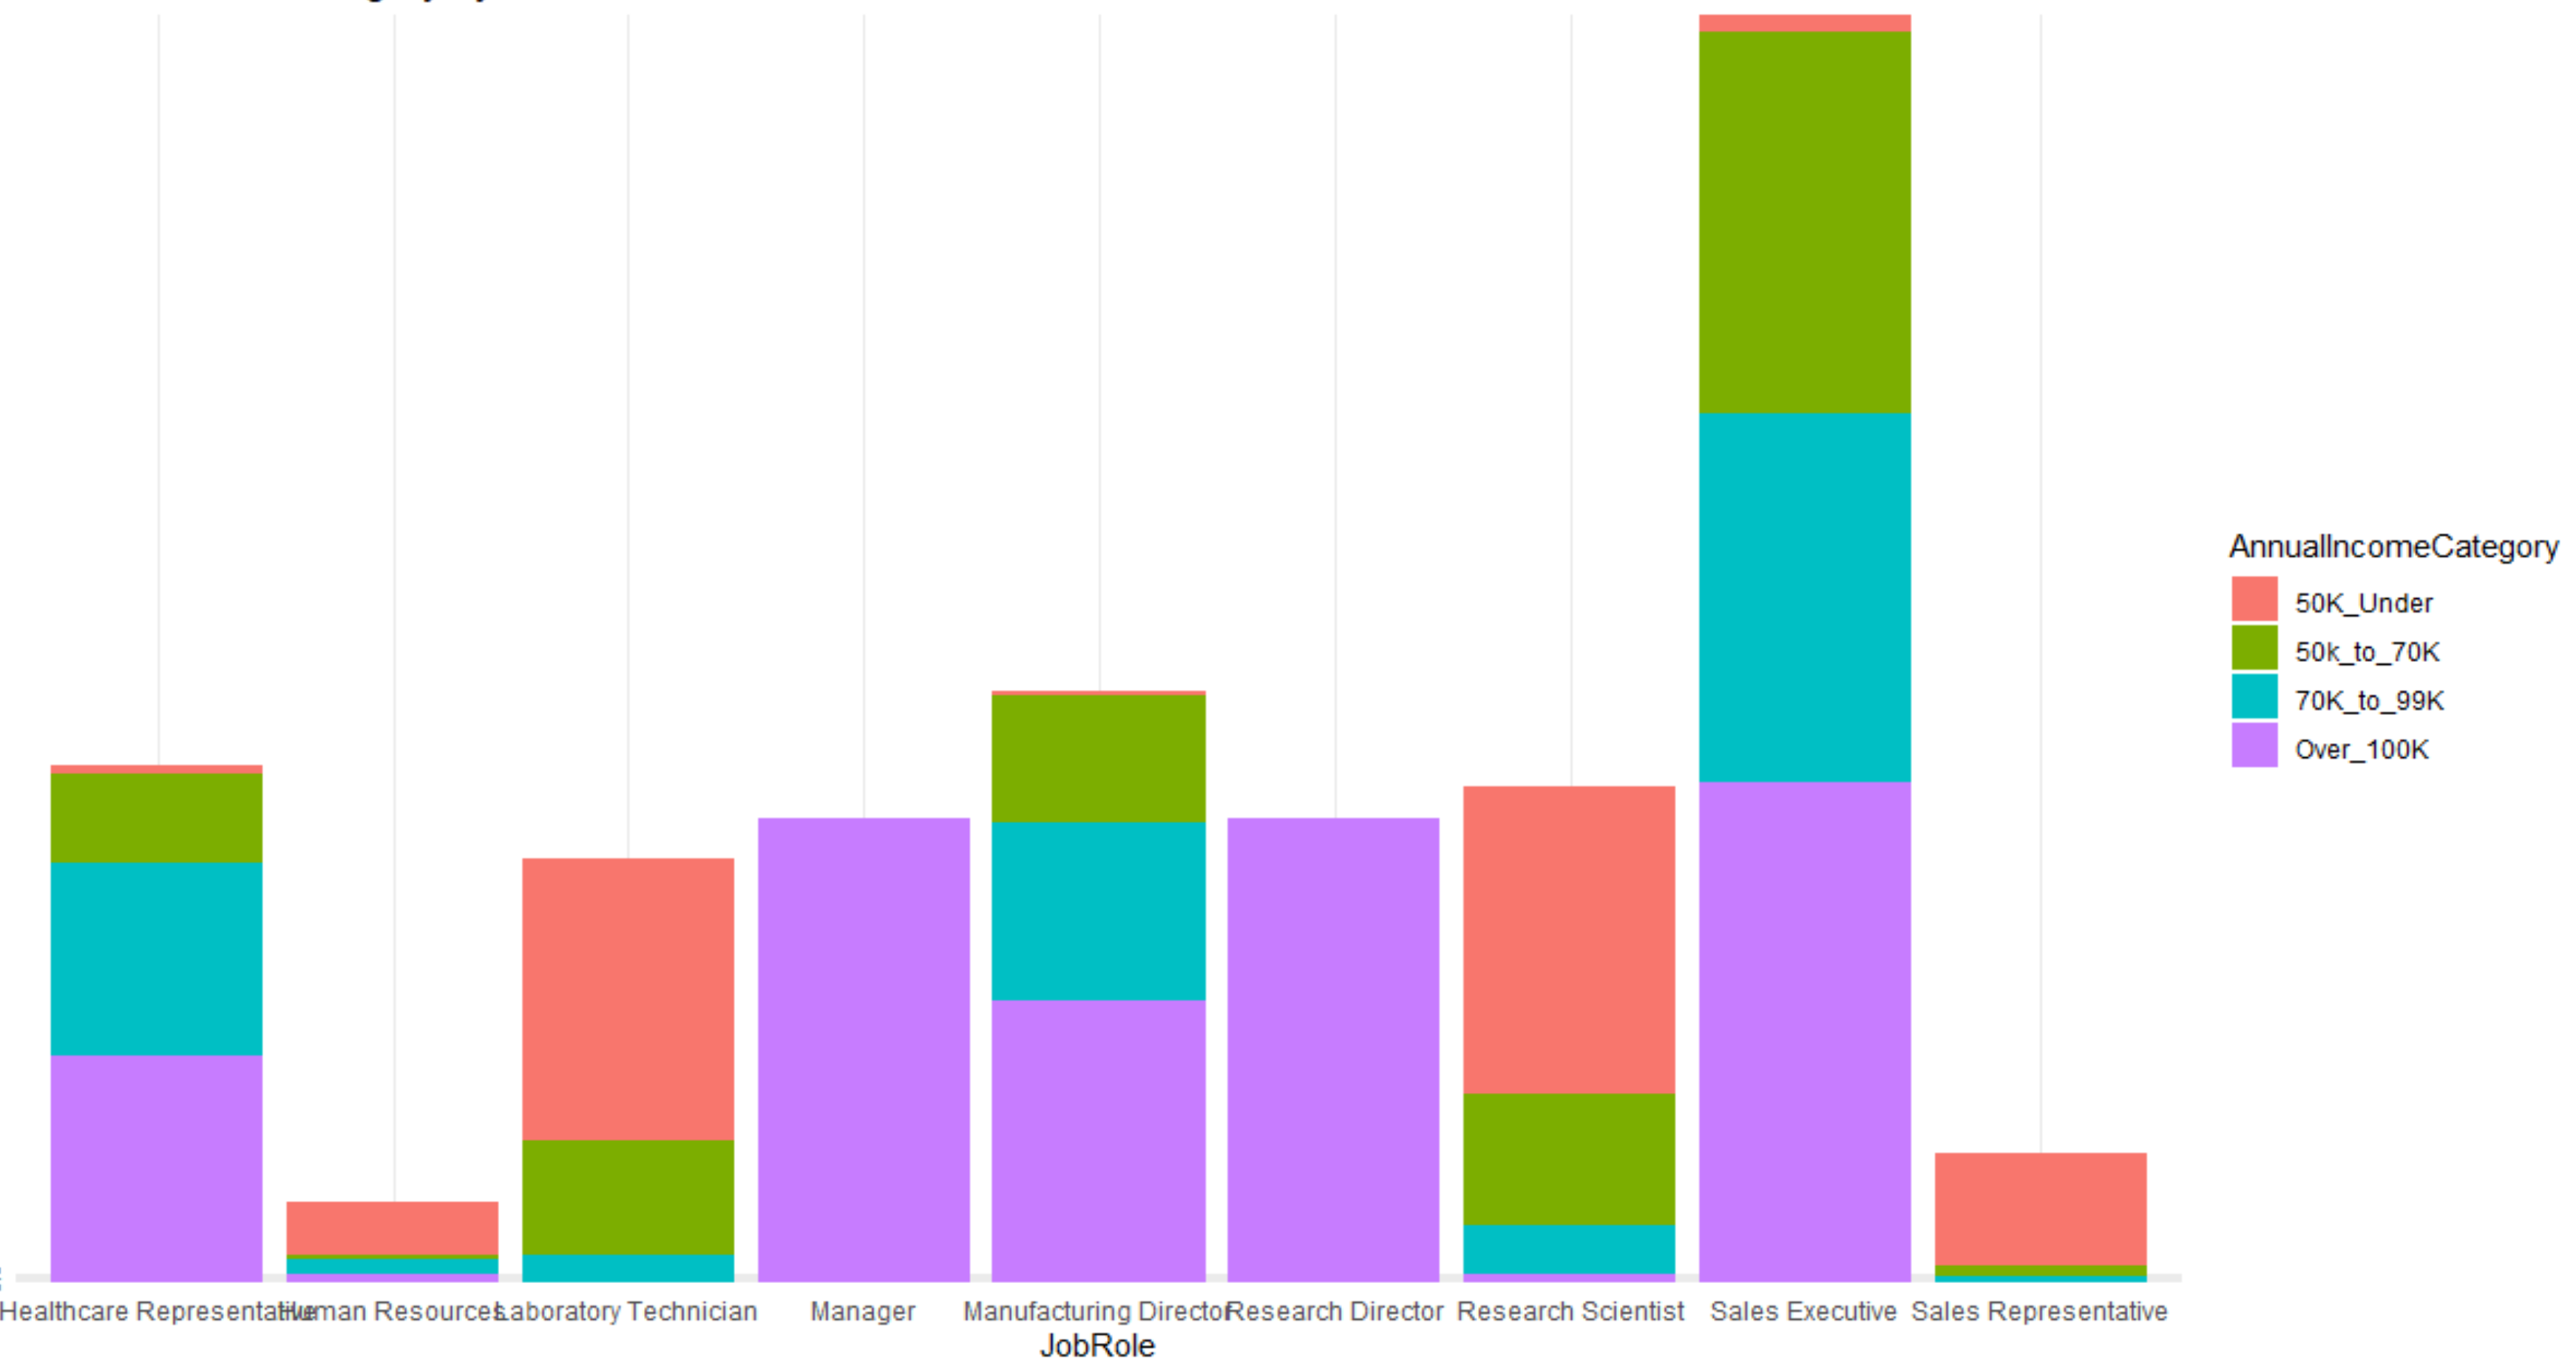 AnnualIncomeCategory
50K_Under
50k_to_70K
70K_to_99K
Over_100K
Healthcare Representative Human Resources Laboratory Technician Manager Manufacturing Director Research Director Research Scientist Sales Executive Sales Representative
JobRole